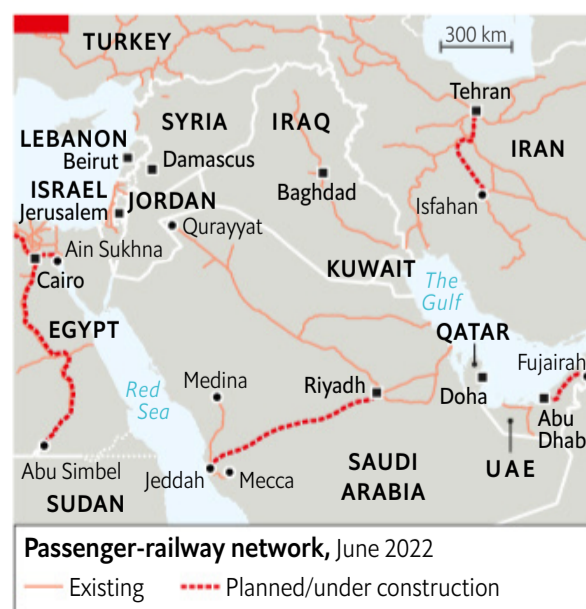 TURKEY
300 km
Tehran
SYRIA
IRAQ
LEBANON
Beirut
Damascus
IRAN
ISRAEL
Jerusalem
JORDAN
Baghdad
Isfahan
Qurayyat
Ain Sukhna
Cairo
KUWAIT
The
Gulf
EGYPT
QATAR
Fujairah
Red
Sea
Medina
Riyadh
Doha
Abu
Dhab
Abu Simbel
Jeddah
Mecca
SAUDI
ARABIA
UAE
SUDAN
Passenger-railway network, June 2022
Existing
Planned/under construction